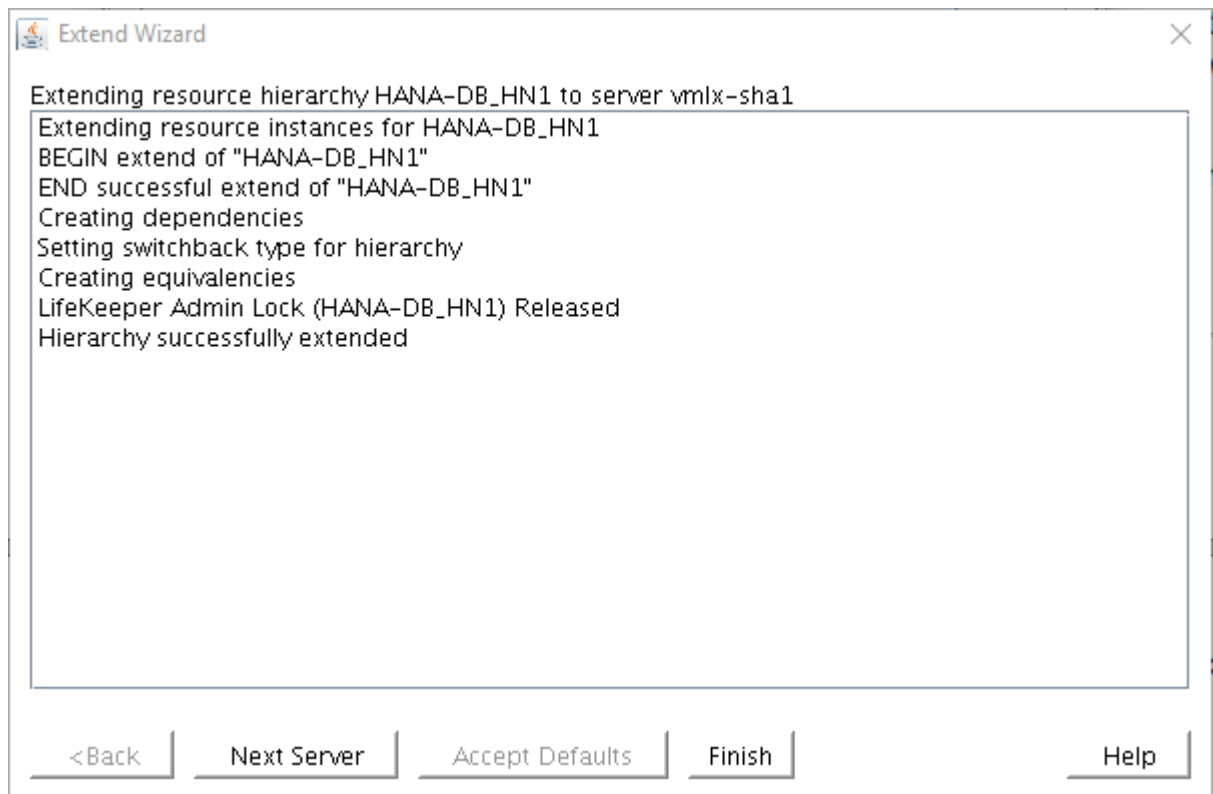 Extend Wizard
Extending resource hierarchy HANA-DB_HN1 to server vmlx-sha1
Extending resource instances for HANA-DB_HN1
BEGIN extend of "HANA-DB_HN1"
END successful extend of "HANA-DB_HN1"
Creating dependencies
Setting switchback type for hierarchy
Creating equivalencies
LifeKeeper Admin Lock (HANA-DB_HN1) Released
Hierarchy successfully extended
<Back Next Server Accept Defaults Finish Help